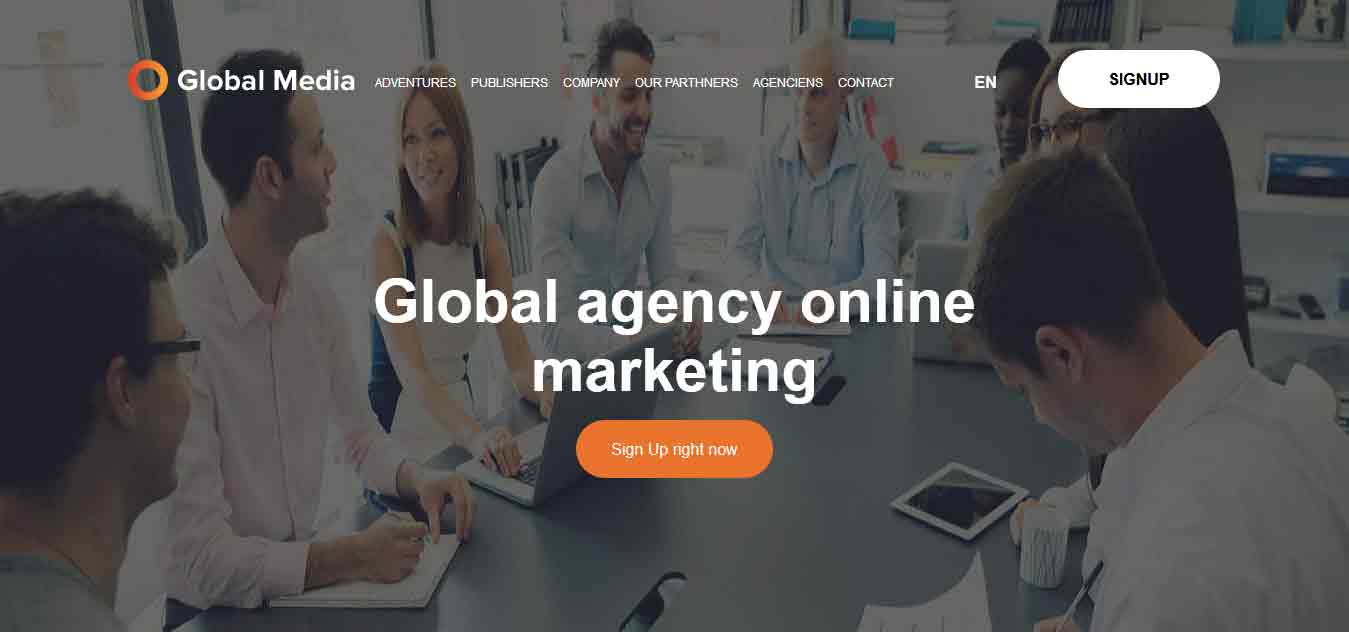 Global Media ADVENTURES PUBLISHERS COMPANY OUR PARTHNERS AGENCIENS CONTACT EN SIGNUP
Global agency online
marketing
Sign Up right now